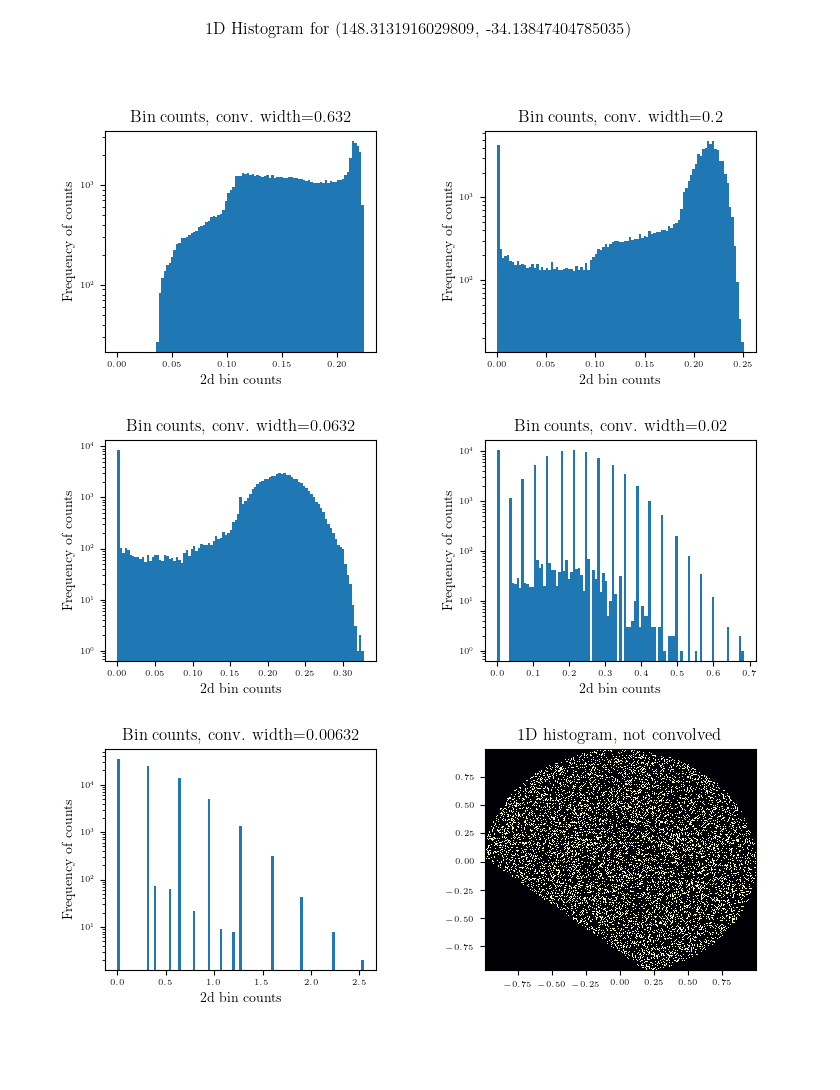 1D Histogram for (148.3131916029809, -34.13847404785035)
Bin counts, conv. width=0.632
Frequency of counts
10³
10²
0.00 0.05 0.10 0.15 0.20
2d bin counts
Bin counts, conv. width=0.2
Frequency of counts
10³
10²
0.00 0.05 0.10 0.15 0.20 0.25
2d bin counts
Bin counts, conv. width=0.0632
Frequency of counts
10⁴
10³
10²
10¹
10⁰
0.00 0.05 0.10 0.15 0.20 0.25 0.30
2d bin counts
Bin counts, conv. width=0.02
Frequency of counts
10⁴
10³
10²
10¹
10⁰
0.0 0.1 0.2 0.3 0.4 0.5 0.6 0.7
2d bin counts
Bin counts, conv. width=0.00632
Frequency of counts
10⁴
10³
10²
10¹
0.0 0.5 1.0 1.5 2.0 2.5
2d bin counts
1D histogram, not convolved
0.75
0.50
0.25
0.00
−0.25
−0.50
−0.75
−0.75 −0.50 −0.25 0.00 0.25 0.50 0.75